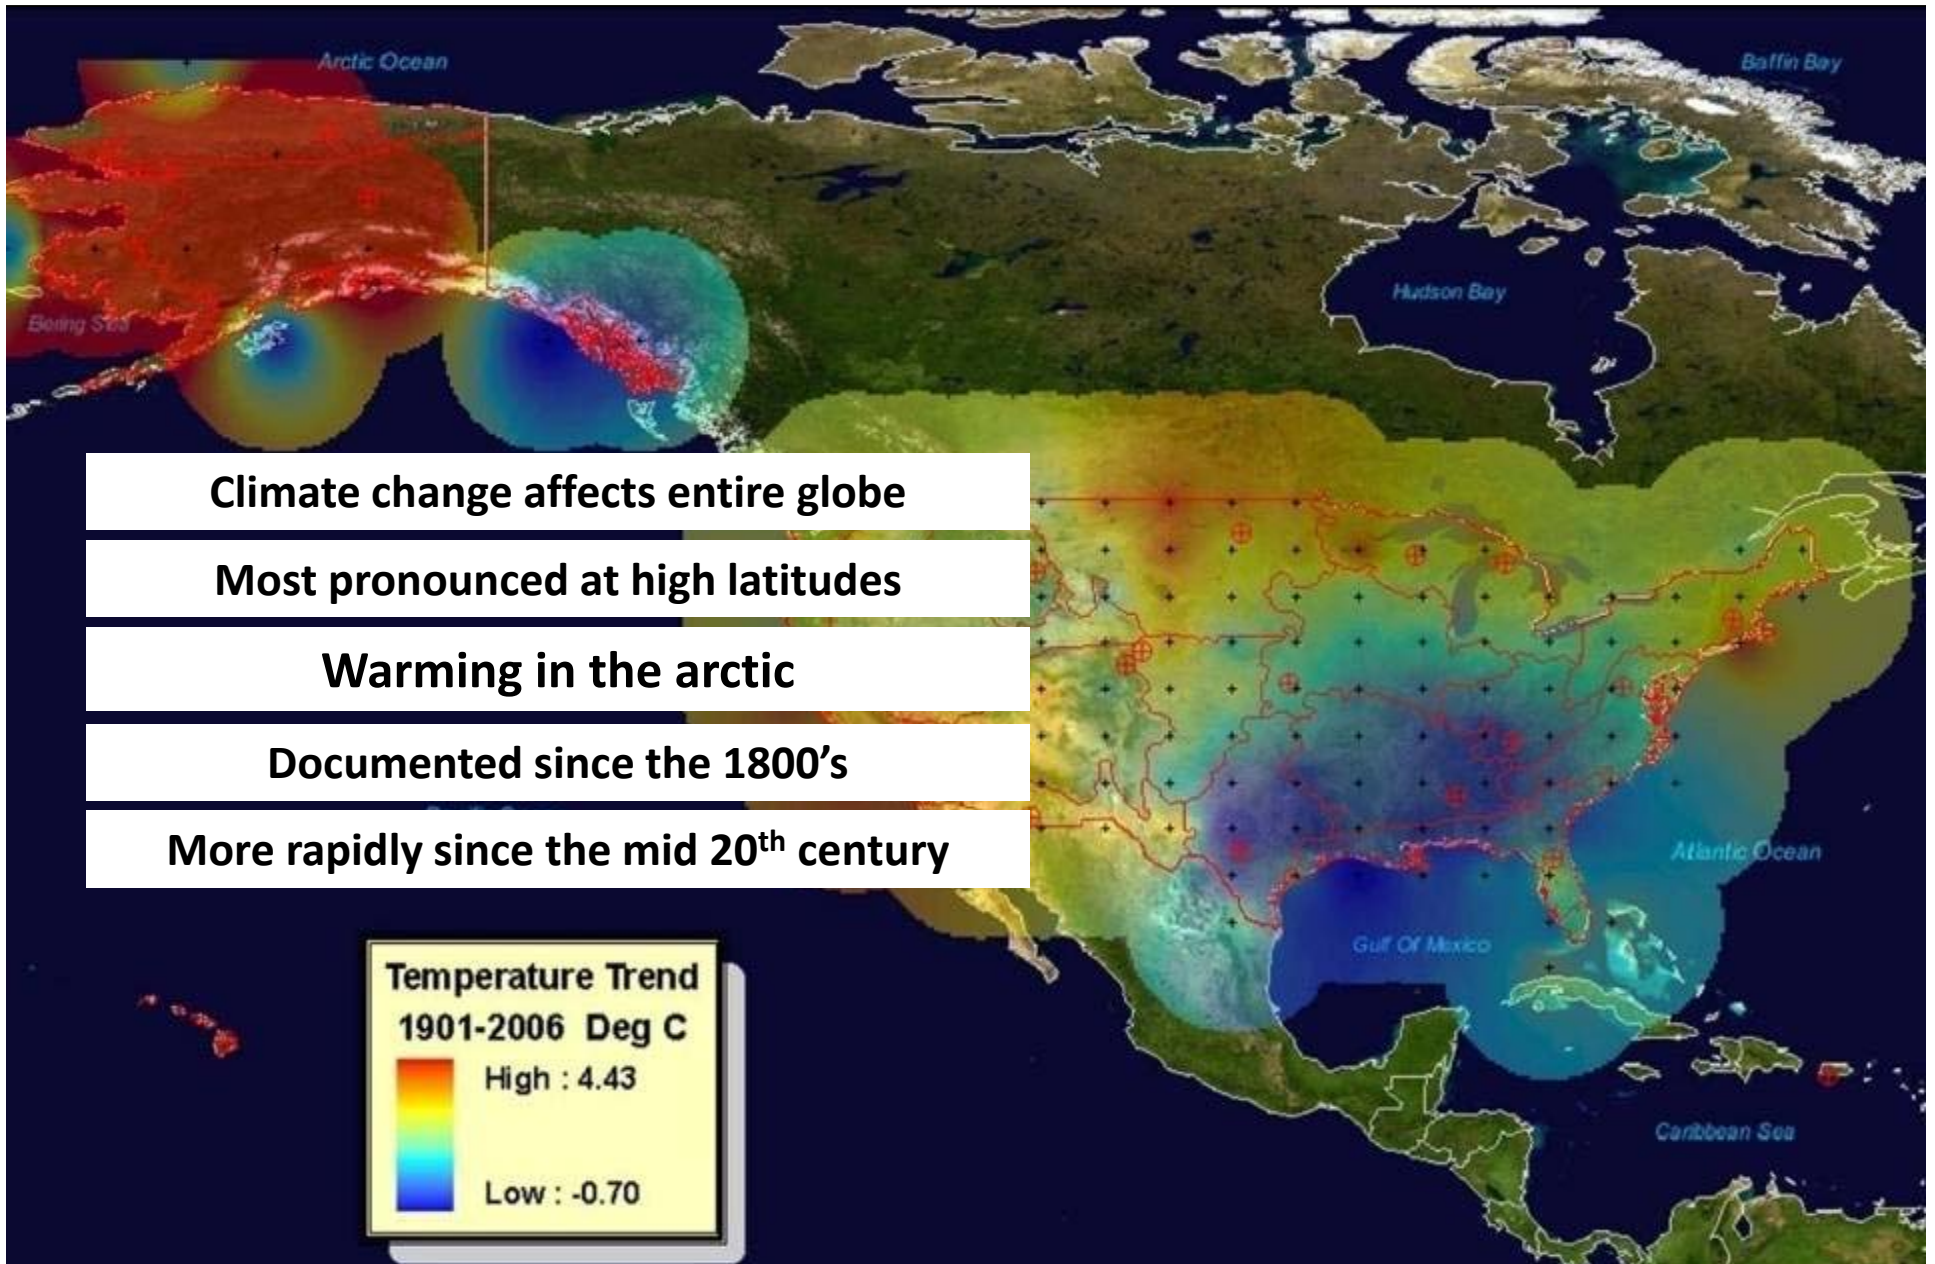 Arctic Ocean
Baffin Bay
Hudson Bay
Bering Sea
Climate change affects entire globe
Most pronounced at high latitudes
Warming in the arctic
Documented since the 1800’s
More rapidly since the mid 20th century
Atlantic Ocean
Gulf Of Mexico
Temperature Trend
1901-2006 Deg C
High : 4.43
Low : -0.70
Caribbean Sea